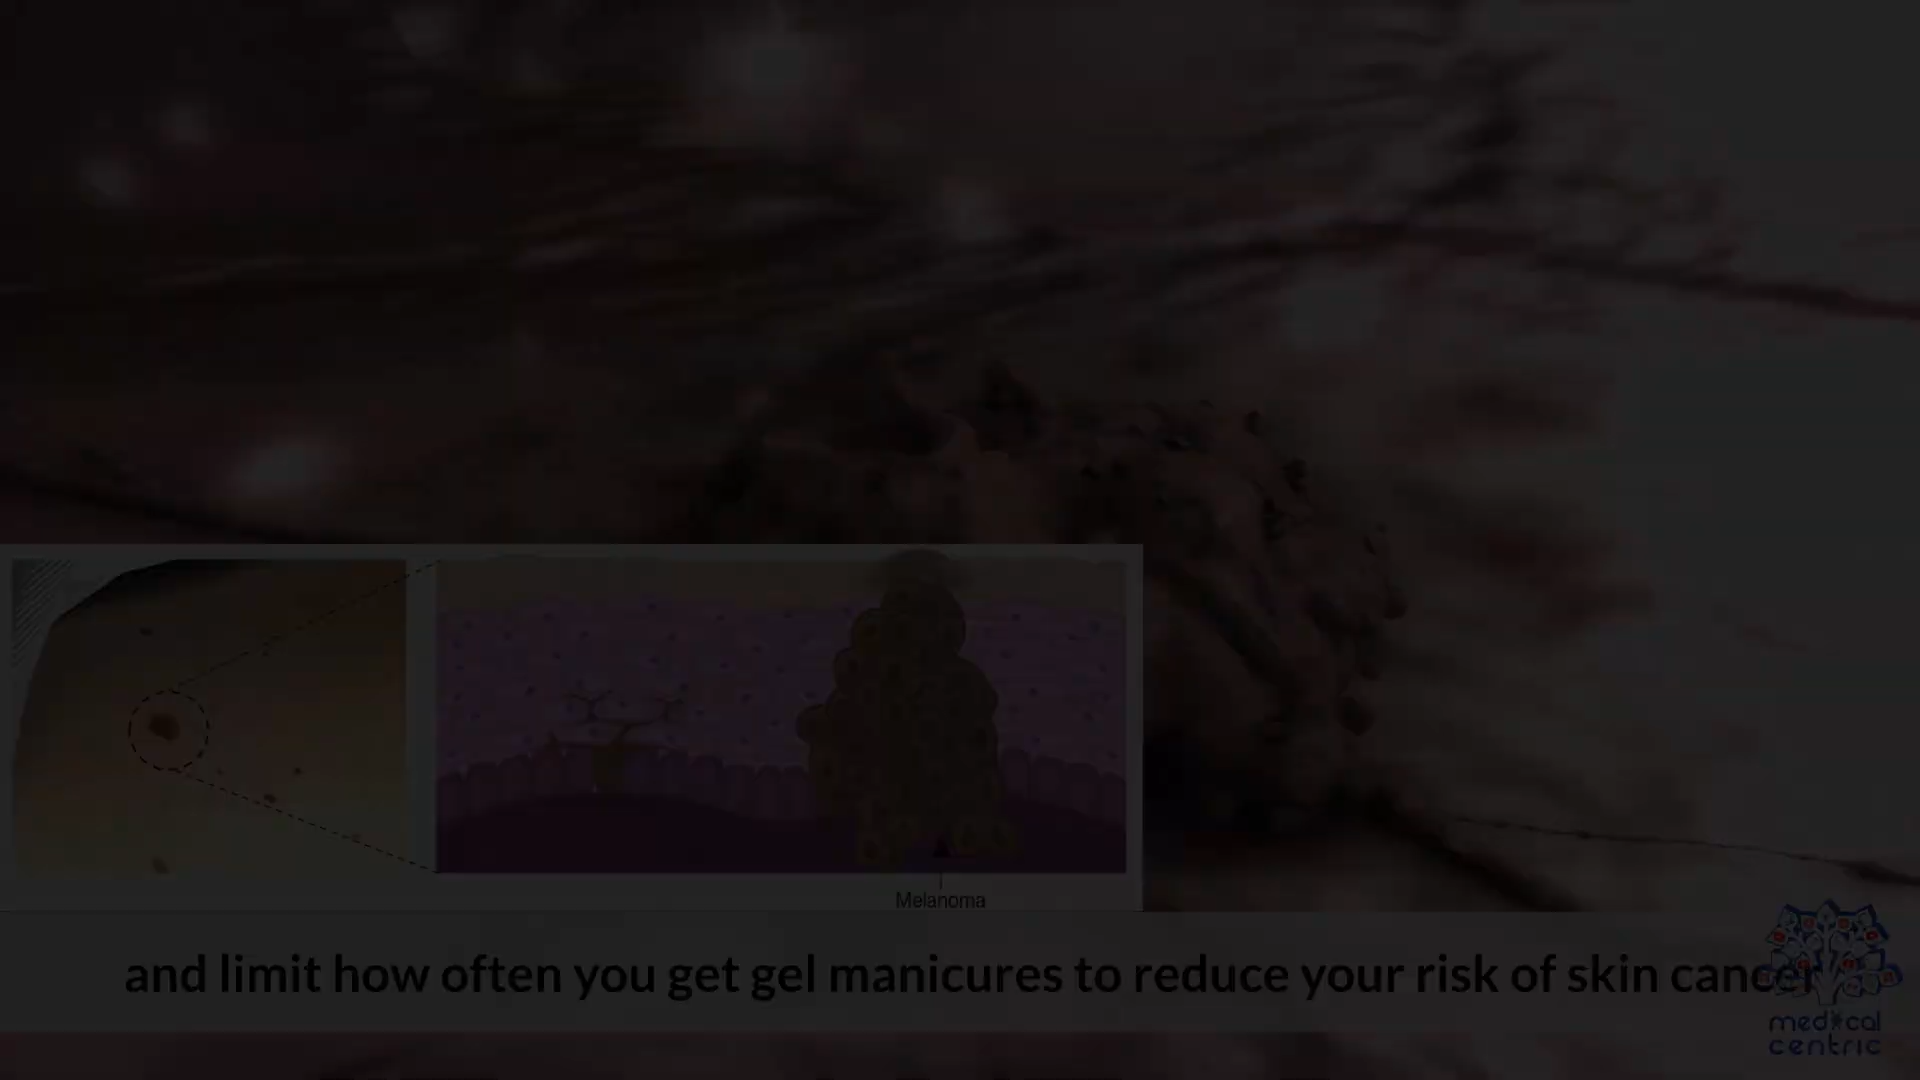 Melanoma
and limit how often you get gel manicures to reduce your risk of skin cancer
medical
centric